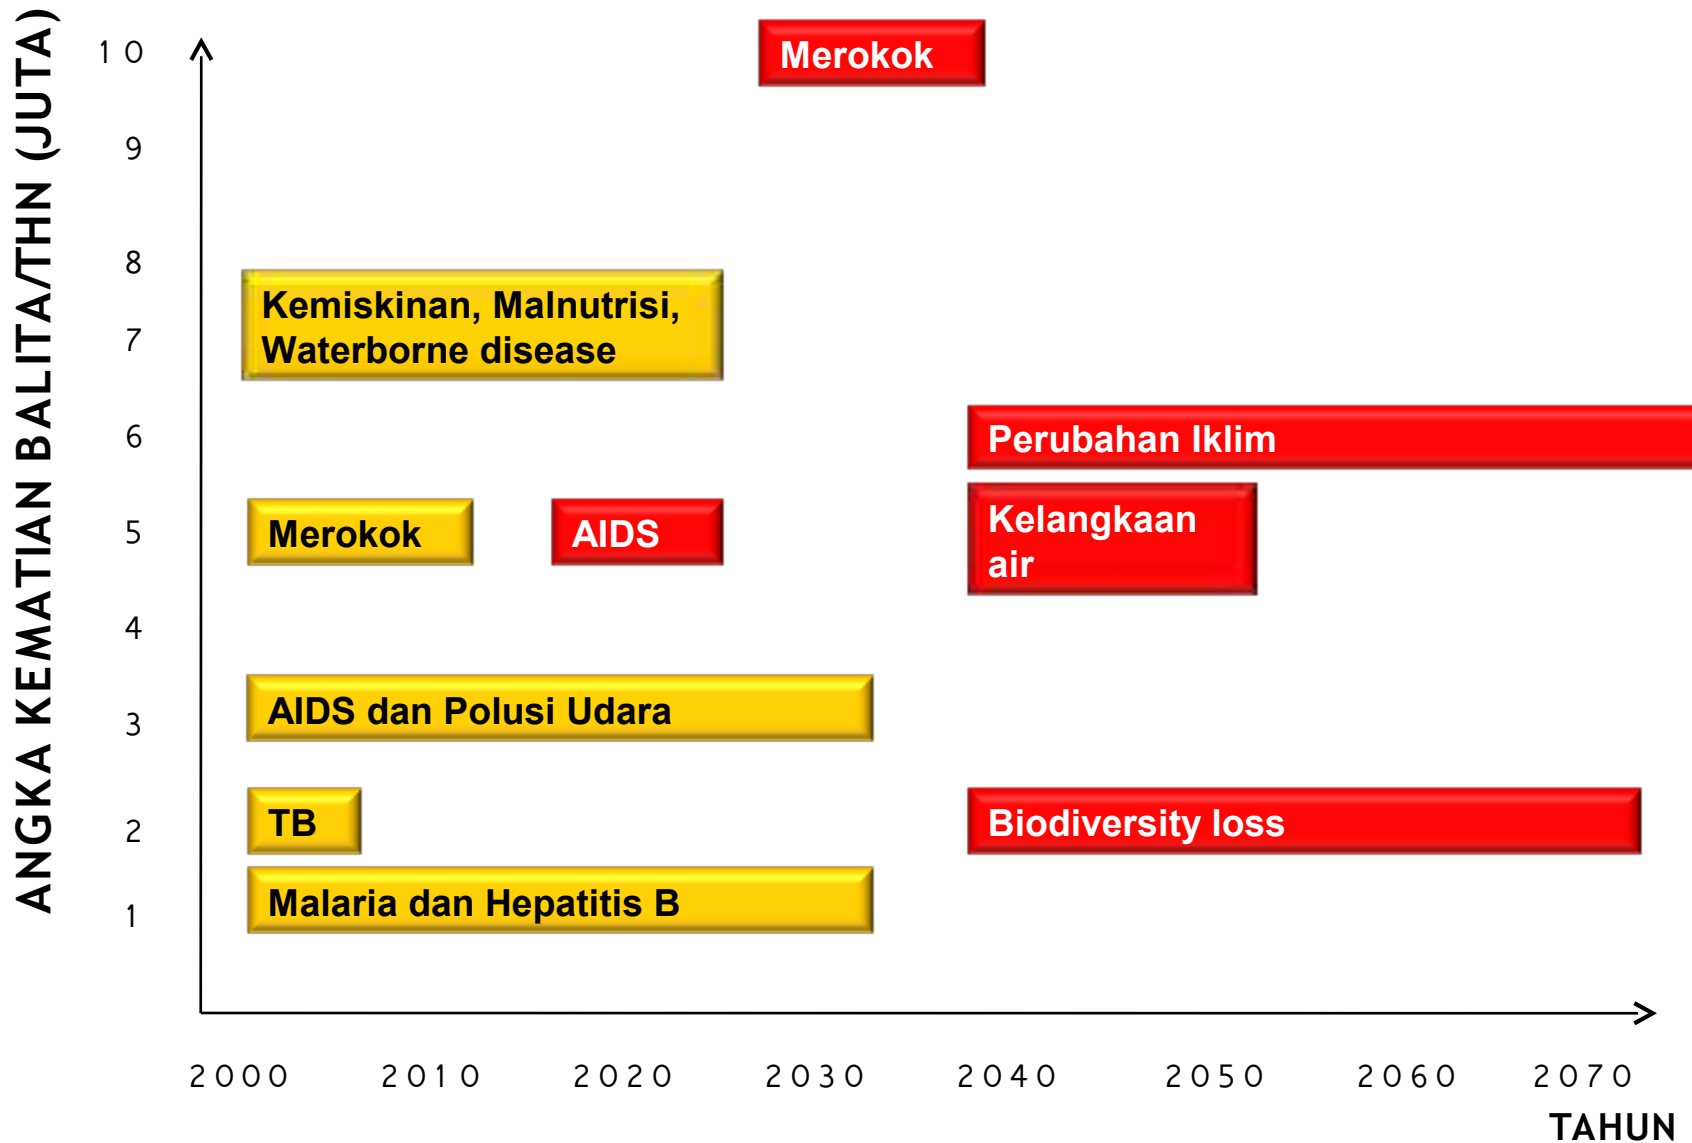 ANGKA KEMATIAN BALITA/THN (JUTA)
10
9
8
7
6
5
4
3
2
1
Merokok
Kemiskinan, Malnutrisi,
Waterborne disease
Perubahan Iklim
Merokok
AIDS
Kelangkaan
air
AIDS dan Polusi Udara
TB
Biodiversity loss
Malaria dan Hepatitis B
2000 2010 2020 2030 2040 2050 2060 2070
TAHUN